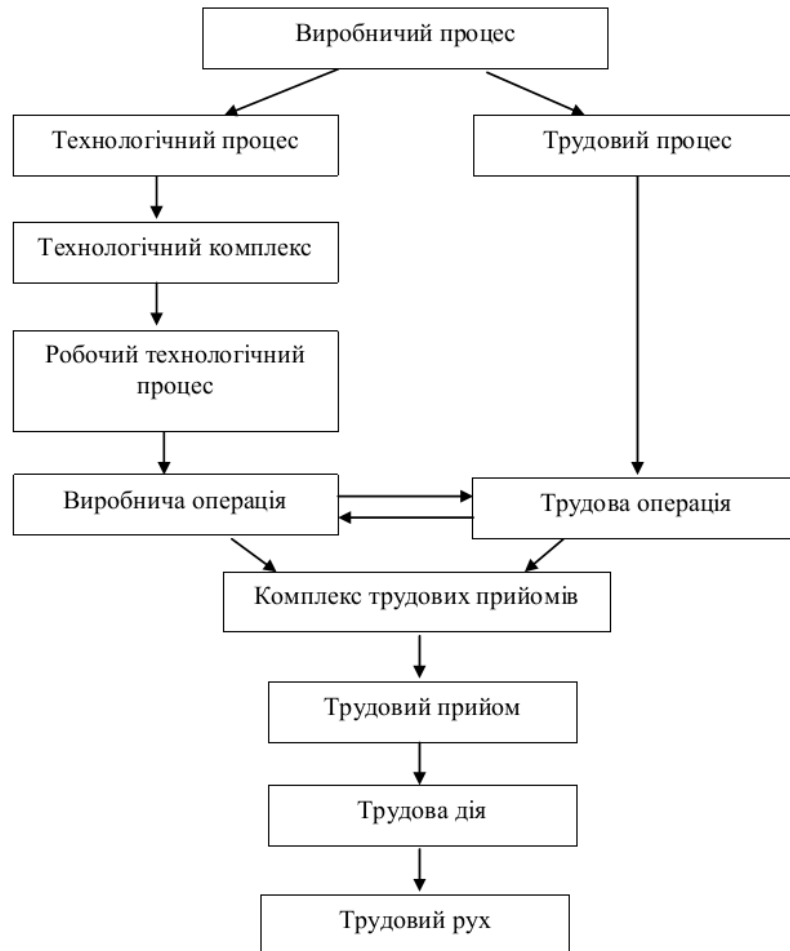 Виробничий процес
Технологічний процес
Трудовий процес
Технологічний комплекс
Робочий технологічний
процес
Виробнича операція
Трудова операція
Комплекс трудових прийомів
Трудовий прийом
Трудова дія
Трудовий рух